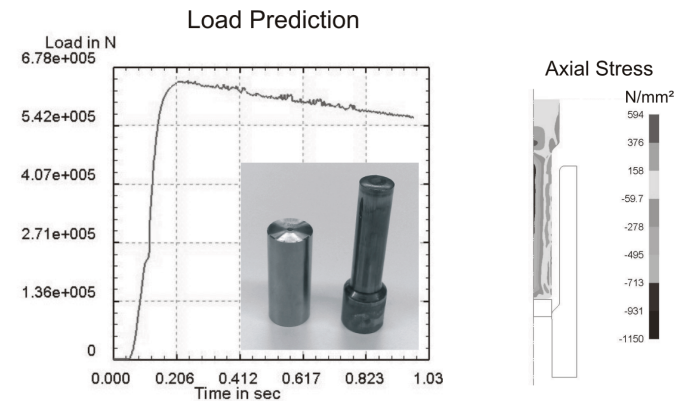 Load Prediction
Load in N
6.78e+005
5.42e+005
4.07e+005
2.71e+005
1.36e+005
0
0.000 0.206 0.412 0.617 0.823 1.03
Time in sec
Axial Stress
N/mm²
594
376
158
-59.7
-278
-495
-713
-931
-1150